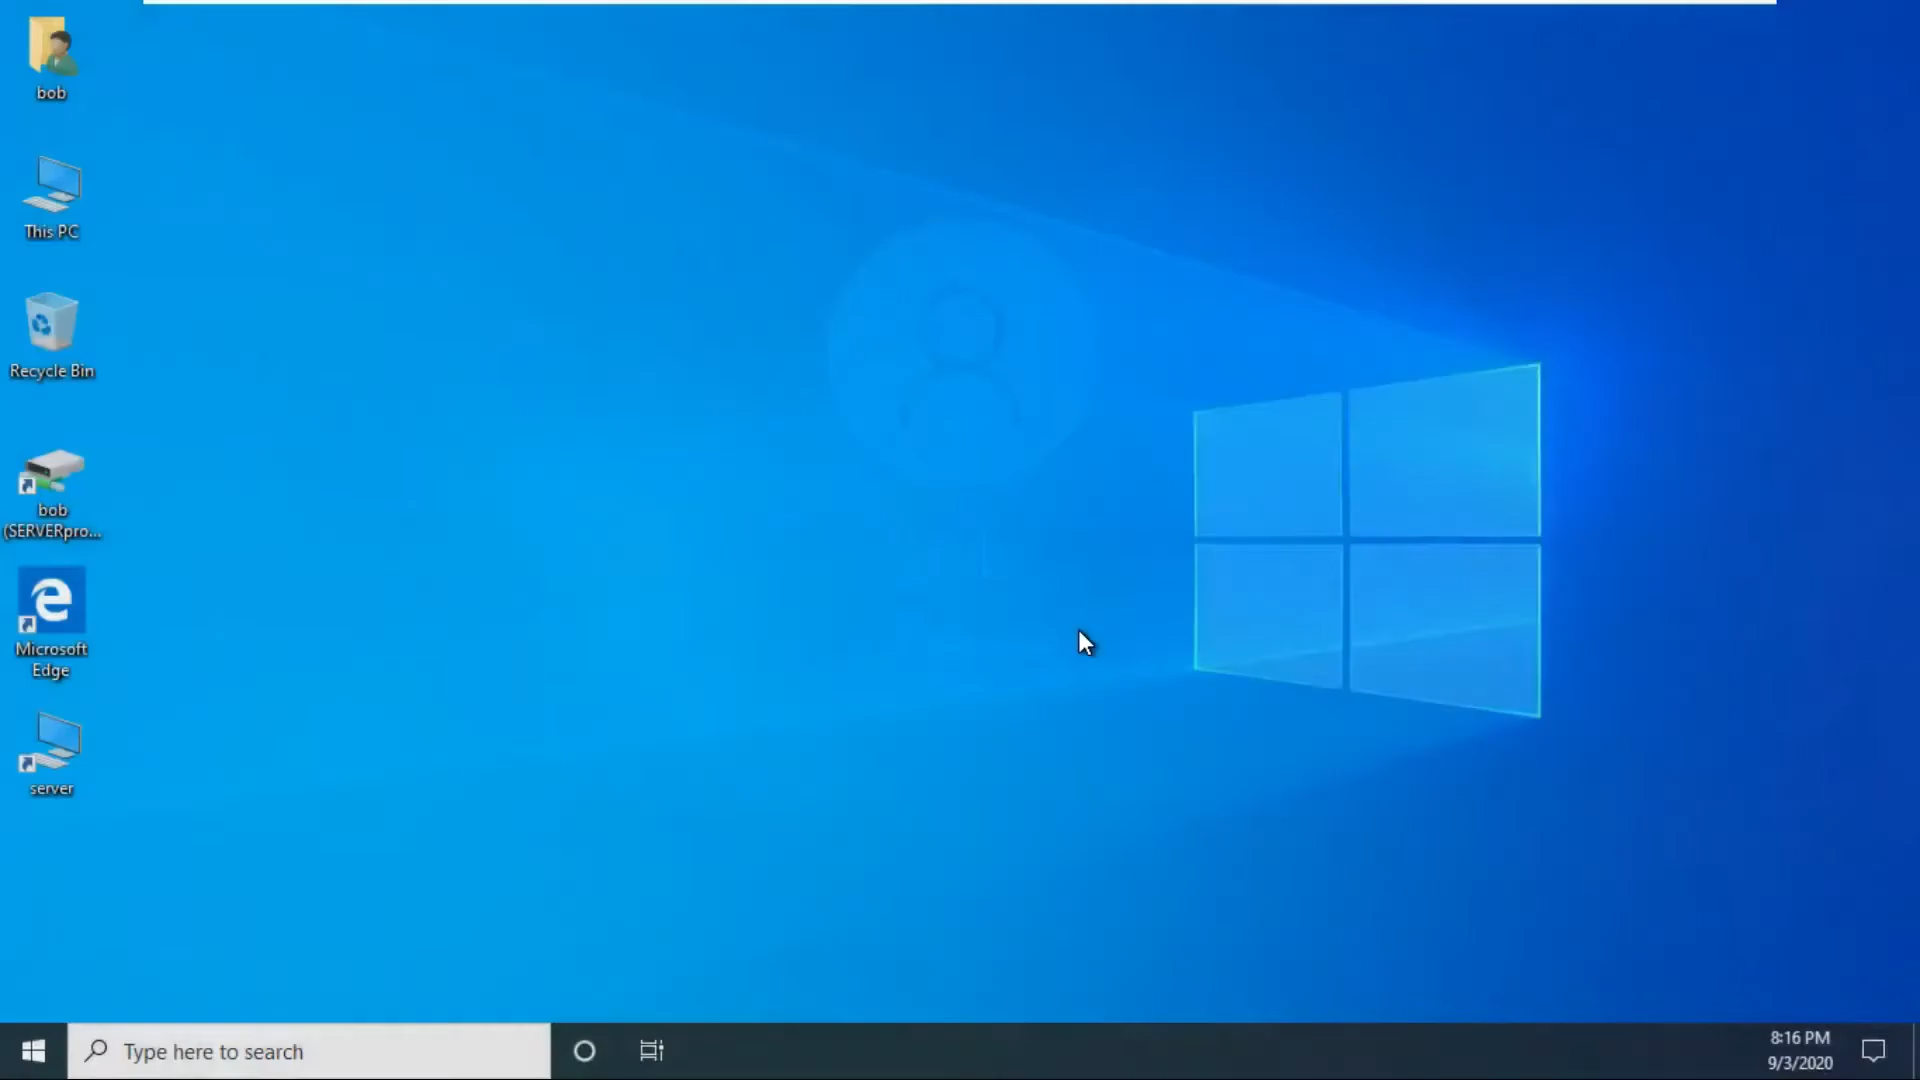 bob
This PC
Recycle Bin
bob
(SERVERpro...
Microsoft
Edge
server
Type here to search
8:16 PM
9/3/2020